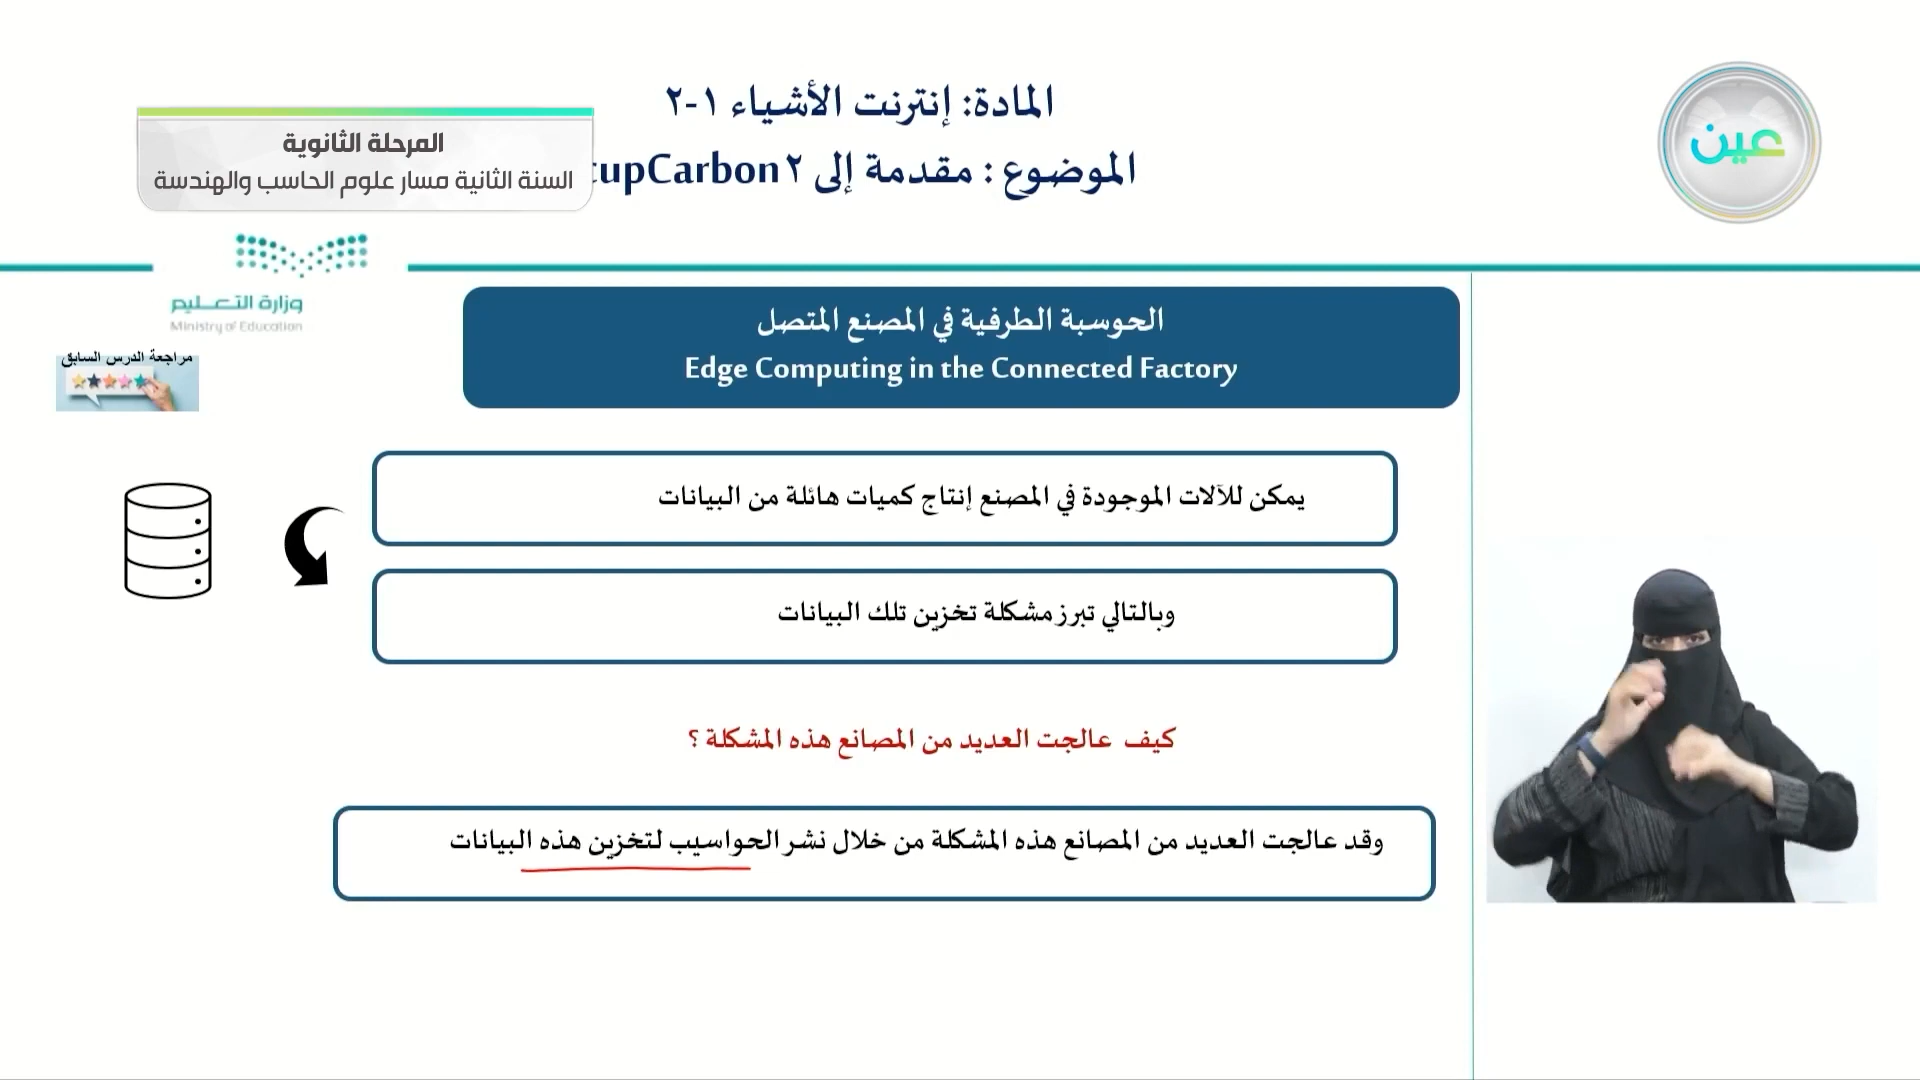 المادة: إنترنت الأشياء ١-٢
الموضوع : مقدمة إلى cupCarbon ٢
المرحلة الثانوية
السنة الثانية مسار علوم الحاسب والهندسة
عين
وزارة التعليم
Ministry of Education
مراجعة الدرس السابق
الحوسبة الطرفية في المصنع المتصل
Edge Computing in the Connected Factory
يمكن للآلات الموجودة في المصنع إنتاج كميات هائلة من البيانات
وبالتالي تبرز مشكلة تخزين تلك البيانات
كيف عالجت العديد من المصانع هذه المشكلة ؟
وقد عالجت العديد من المصانع هذه المشكلة من خلال نشر الحواسيب لتخزين هذه البيانات